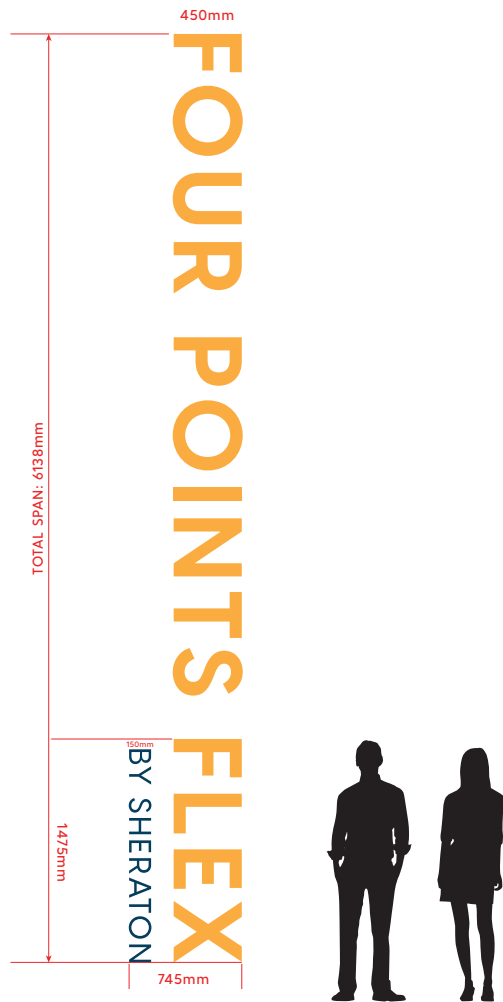 450mm
FOUR POINTS FLEX
BY SHERATON
TOTAL SPAN: 6138mm
150mm
1475mm
745mm